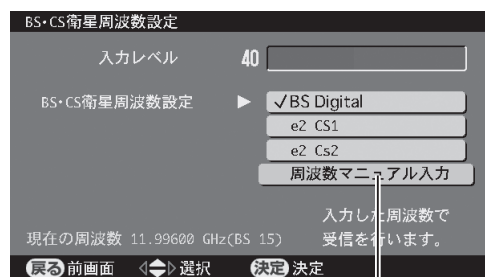 BS・CS衛星周波数設定
入力レベル 40
BS・CS衛星周波数設定 ▶ ✓BS Digital
e2 CS1
e2 Cs2
周波数マニュアル入力
入力した周波数で
現在の周波数 11.99600 GHz(BS 15) 受信を行います。
戻る 前画面 選択 決定 決定